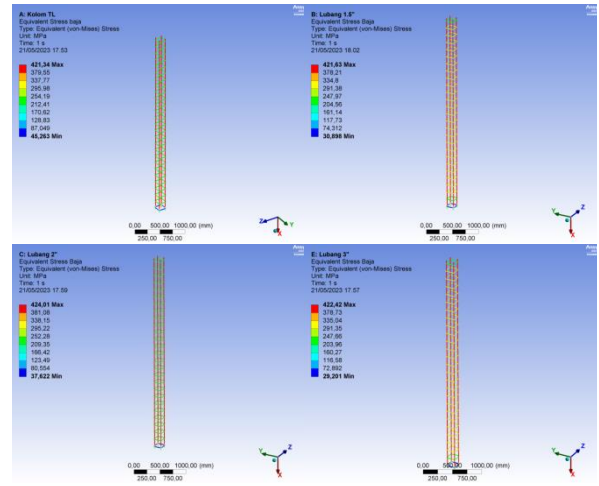 A: Kolom TL
Equivalent Stress baja
Type: Equivalent (von-Mises) Stress
Unit: MPa
Time: 1 s
21/05/2023 17.53
421,34 Max
379,55
337,77
295,98
254,19
212,41
170,62
128,83
87,049
45,263 Min
0,00 500,00 1000,00 (mm)
250,00 750,00
Z Y X
B: Lubang 1.5"
Equivalent Stress Baja
Type: Equivalent (von-Mises) Stress
Unit: MPa
Time: 1 s
21/05/2023 18.02
421,63 Max
378,21
334,8
291,38
247,97
204,56
161,14
117,73
74,312
30,898 Min
0,00 500,00 1000,00 (mm)
250,00 750,00
Y Z X
C: Lubang 2"
Equivalent Stress Baja
Type: Equivalent (von-Mises) Stress
Unit: MPa
Time: 1 s
21/05/2023 17.59
424,01 Max
381,08
338,15
295,22
252,28
209,35
166,42
123,49
80,554
37,622 Min
0,00 500,00 1000,00 (mm)
250,00 750,00
Y Z X
E: Lubang 3"
Equivalent Stress Baja
Type: Equivalent (von-Mises) Stress
Unit: MPa
Time: 1 s
21/05/2023 17.57
422,42 Max
378,73
335,04
291,35
247,66
203,96
160,27
116,58
72,892
29,201 Min
0,00 500,00 1000,00 (mm)
250,00 750,00
Y Z X